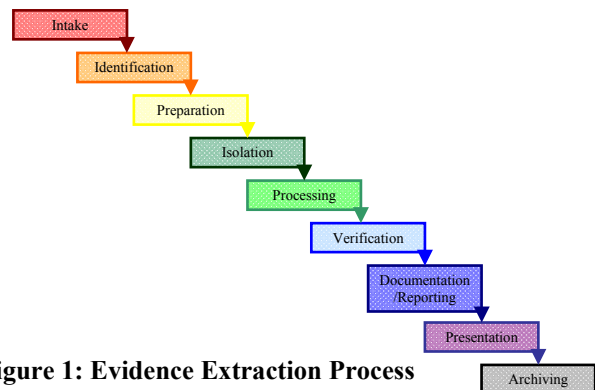 Intake
Identification
Preparation
Isolation
Processing
Verification
Documentation
/Reporting
Presentation
igure 1: Evidence Extraction Process
Archiving